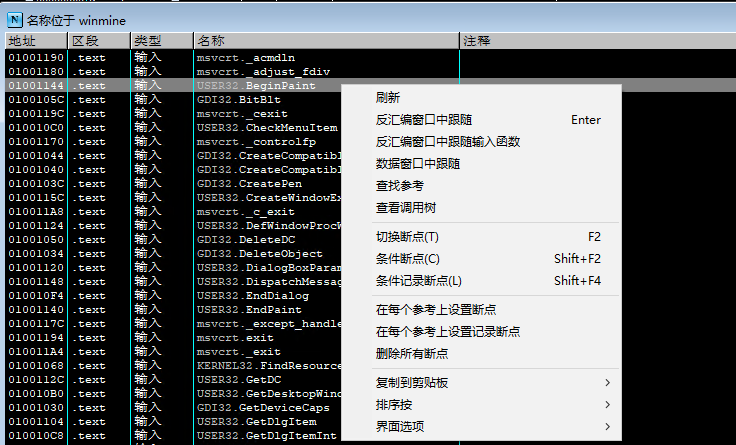 N 名称位于 winmine
地址 区段 类型 名称 注释
01001190 .text 输入 msvcrt._acmdln
01001180 .text 输入 msvcrt._adjust_fdiv
01001144 .text 输入 USER32.BeginPaint
0100105C .text 输入 GDI32.BitBlt
0100119C .text 输入 msvcrt._cexit
010010C0 .text 输入 USER32.CheckMenuItem
01001170 .text 输入 msvcrt._controlfp
01001044 .text 输入 GDI32.CreateCompatibl
01001040 .text 输入 GDI32.CreateCompatibl
0100103C .text 输入 GDI32.CreatePen
0100115C .text 输入 USER32.CreateWindowEx
010011A8 .text 输入 msvcrt._c_exit
01001124 .text 输入 USER32.DefWindowProcW
01001050 .text 输入 GDI32.DeleteDC
01001034 .text 输入 GDI32.DeleteObject
01001120 .text 输入 USER32.DialogBoxParam
01001148 .text 输入 USER32.DispatchMessag
010010F4 .text 输入 USER32.EndDialog
01001140 .text 输入 USER32.EndPaint
0100117C .text 输入 msvcrt._except_handle
01001194 .text 输入 msvcrt.exit
010011A4 .text 输入 msvcrt._exit
01001068 .text 输入 KERNEL32.FindResource
0100112C .text 输入 USER32.GetDC
010010B0 .text 输入 USER32.GetDesktopWind
01001030 .text 输入 GDI32.GetDeviceCaps
01001104 .text 输入 USER32.GetDlgItem
010010C8 .text 输入 USER32.GetDlgItemInt
刷新
反汇编窗口中跟随 Enter
反汇编窗口中跟随输入函数
数据窗口中跟随
查找参考
查看调用树
切换断点(T) F2
条件断点(C) Shift+F2
条件记录断点(L) Shift+F4
在每个参考上设置断点
在每个参考上设置记录断点
删除所有断点
复制到剪贴板
排序按
界面选项